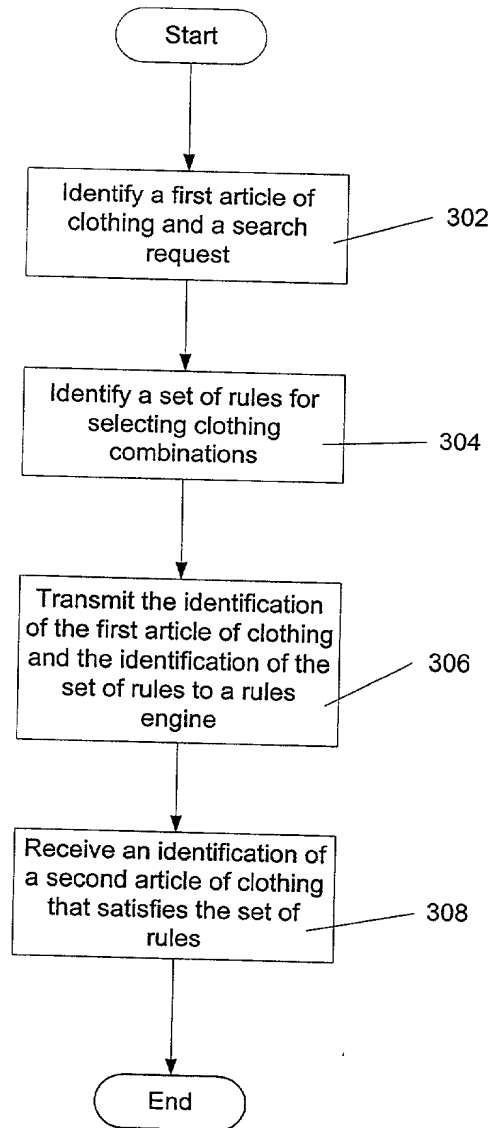 Start
Identify a first article of
clothing and a search
request
302
Identify a set of rules for
selecting clothing
combinations
304
Transmit the identification
of the first article of clothing
and the identification of the
set of rules to a rules
engine
306
Receive an identification of
a second article of clothing
that satisfies the set of
rules
308
End